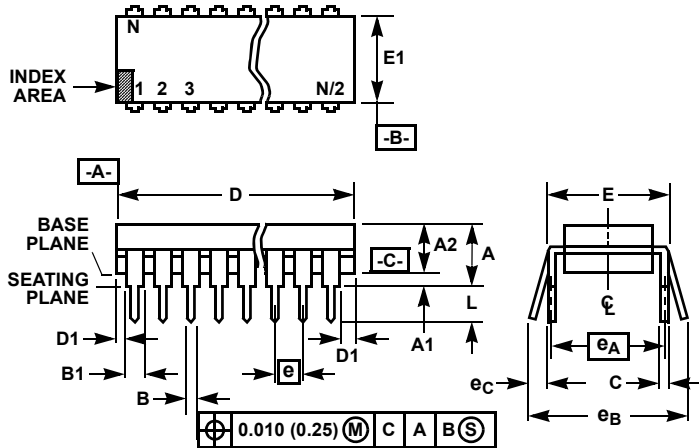 N
E1
INDEX
AREA
1 2 3 N/2
-B-
-A-
D
E
BASE
PLANE
A2
A
-C-
SEATING
PLANE
L
℄
D1
A1
D1
eA
B1
e
eC
C
B
eB
⌖ 0.010 (0.25) Ⓜ C A B Ⓢ